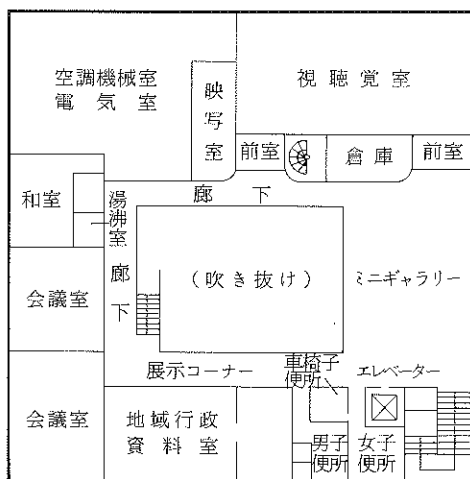 空調機械室
電気室
映写室
視聴覚室
前室
倉庫
前室
和室
湯沸室
廊下
廊下
(吹き抜け)
ミニギャラリー
会議室
展示コーナー
車椅子
便所
エレベーター
会議室
地域行政
資料室
男子
便所
女子
便所